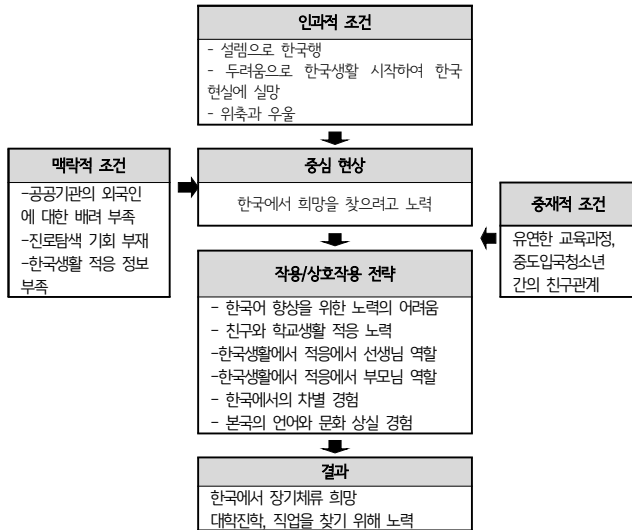 인과적 조건
- 설렘으로 한국행
- 두려움으로 한국생활 시작하여 한국
현실에 실망
- 위축과 우울
맥락적 조건
-공공기관의 외국인
에 대한 배려 부족
-진로탐색 기회 부재
-한국생활 적응 정보
부족
중심 현상
한국에서 희망을 찾으려고 노력
중재적 조건
유연한 교육과정,
중도입국청소년
간의 친구관계
작용/상호작용 전략
- 한국어 향상을 위한 노력의 어려움
- 친구와 학교생활 적응 노력
-한국생활에서 적응에서 선생님 역할
-한국생활에서 적응에서 부모님 역할
- 한국에서의 차별 경험
- 본국의 언어와 문화 상실 경험
결과
한국에서 장기체류 희망
대학진학, 직업을 찾기 위해 노력